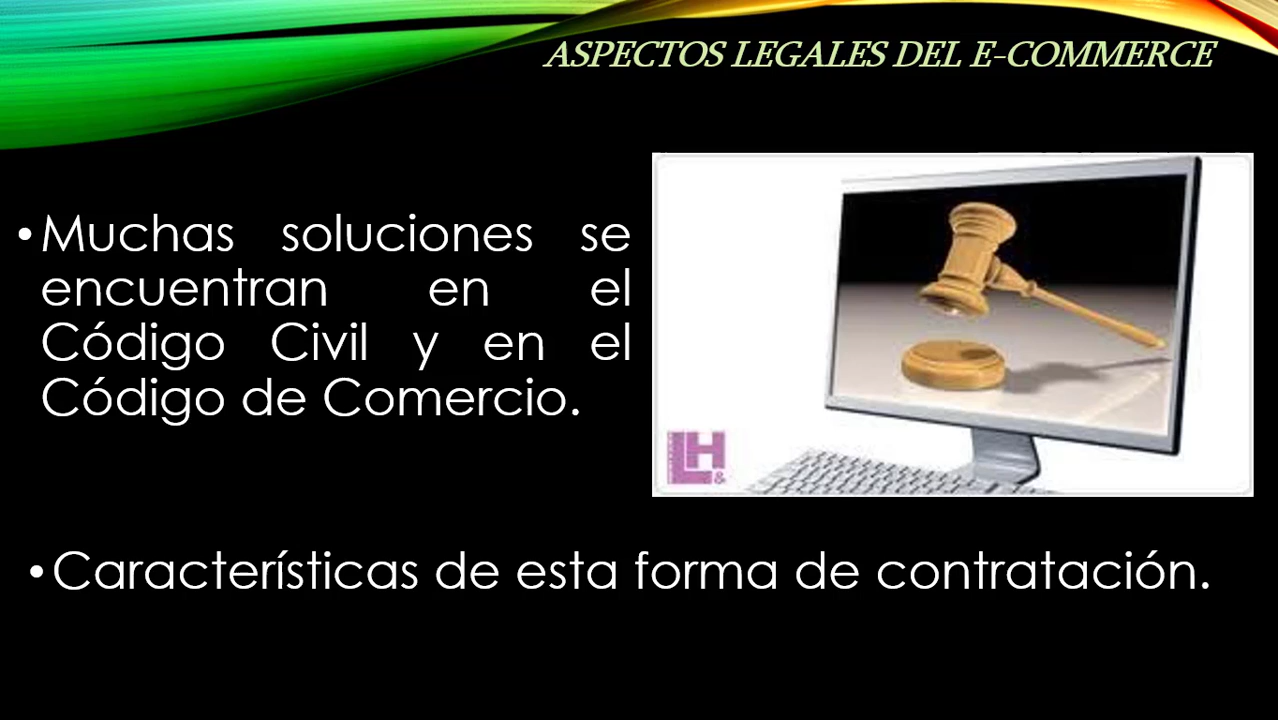 ASPECTOS LEGALES DEL E-COMMERCE
•Muchas soluciones se
encuentran en el
Código Civil y en el
Código de Comercio.
LH
&
•Características de esta forma de contratación.